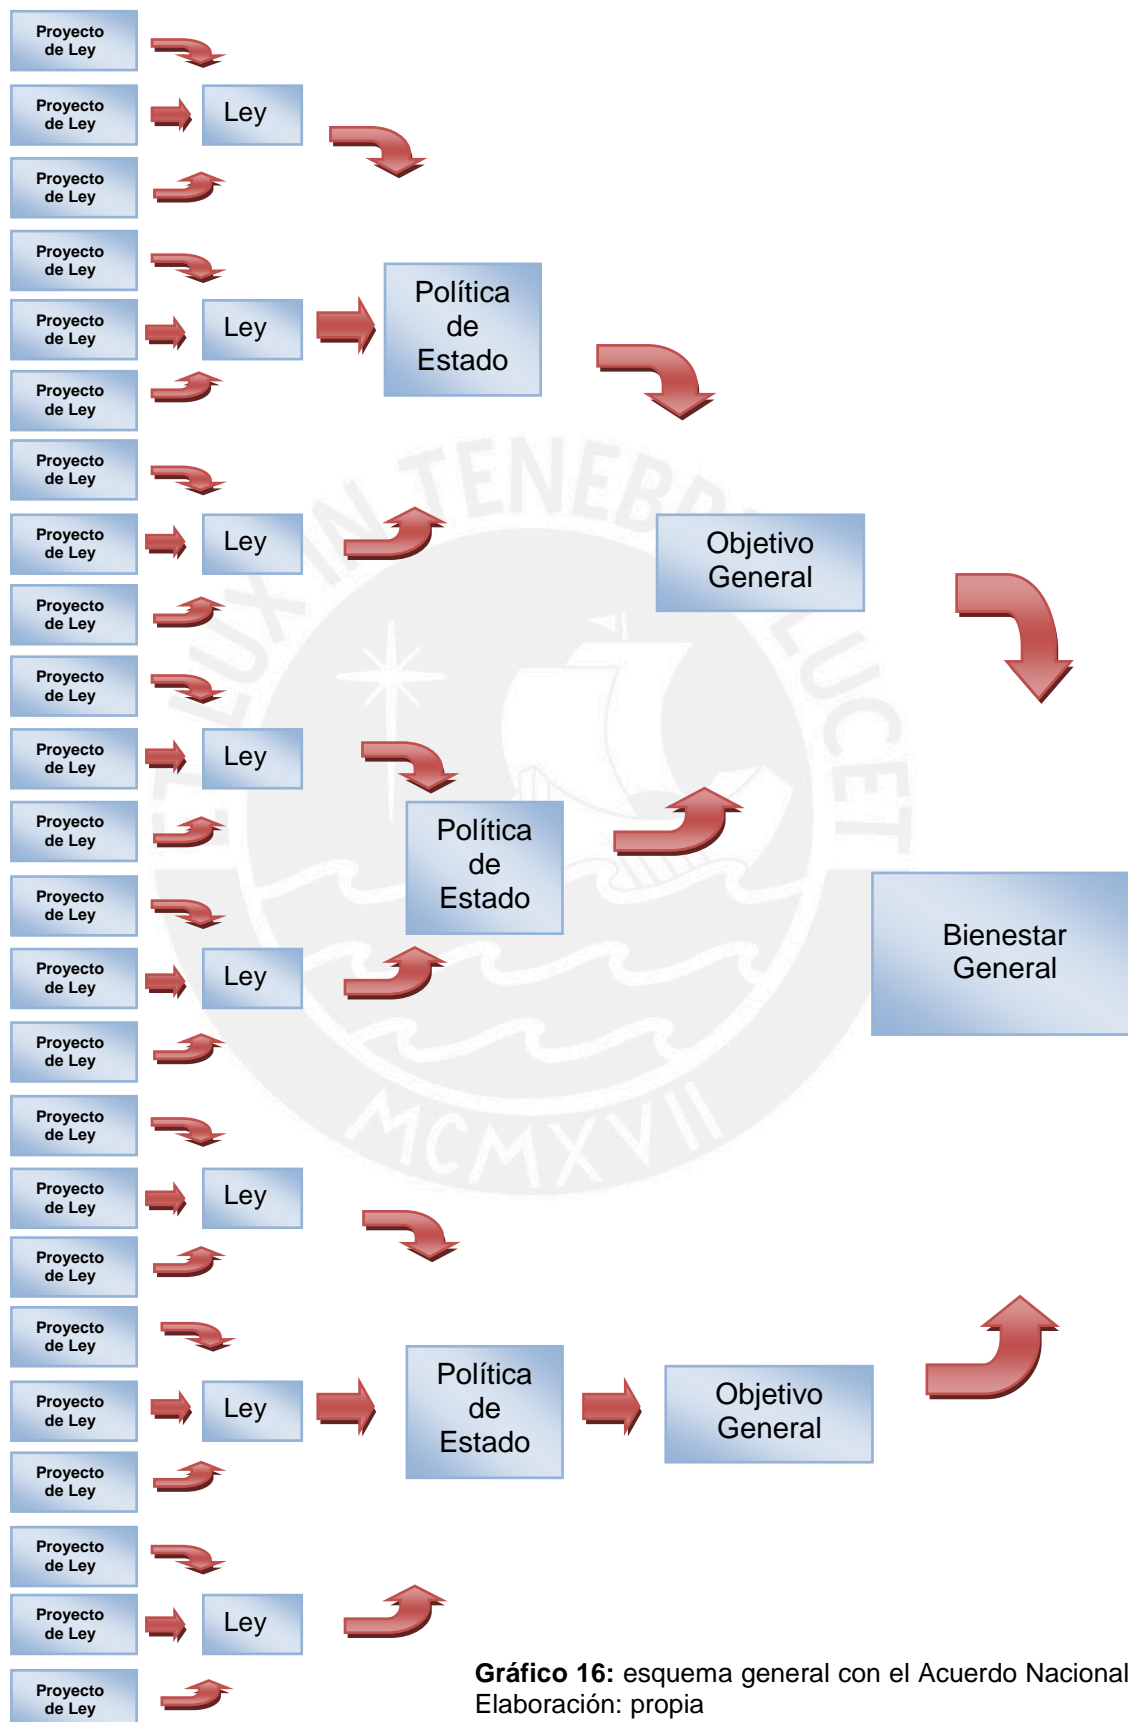 Proyecto
de Ley
Proyecto
de Ley
Ley
Proyecto
de Ley
Proyecto
de Ley
Proyecto
de Ley
Ley
Política
de
Estado
Proyecto
de Ley
Proyecto
de Ley
Proyecto
de Ley
Ley
Objetivo
General
Proyecto
de Ley
Proyecto
de Ley
Proyecto
de Ley
Ley
Proyecto
de Ley
Política
de
Estado
Proyecto
de Ley
Proyecto
de Ley
Ley
Bienestar
General
Proyecto
de Ley
Proyecto
de Ley
Proyecto
de Ley
Ley
Proyecto
de Ley
Proyecto
de Ley
Proyecto
de Ley
Ley
Política
de
Estado
Objetivo
General
Proyecto
de Ley
Proyecto
de Ley
Proyecto
de Ley
Ley
Proyecto
de Ley
Gráfico 16: esquema general con el Acuerdo Nacional
Elaboración: propia
ET LUX IN TENEBR LUCET
MCMXVII